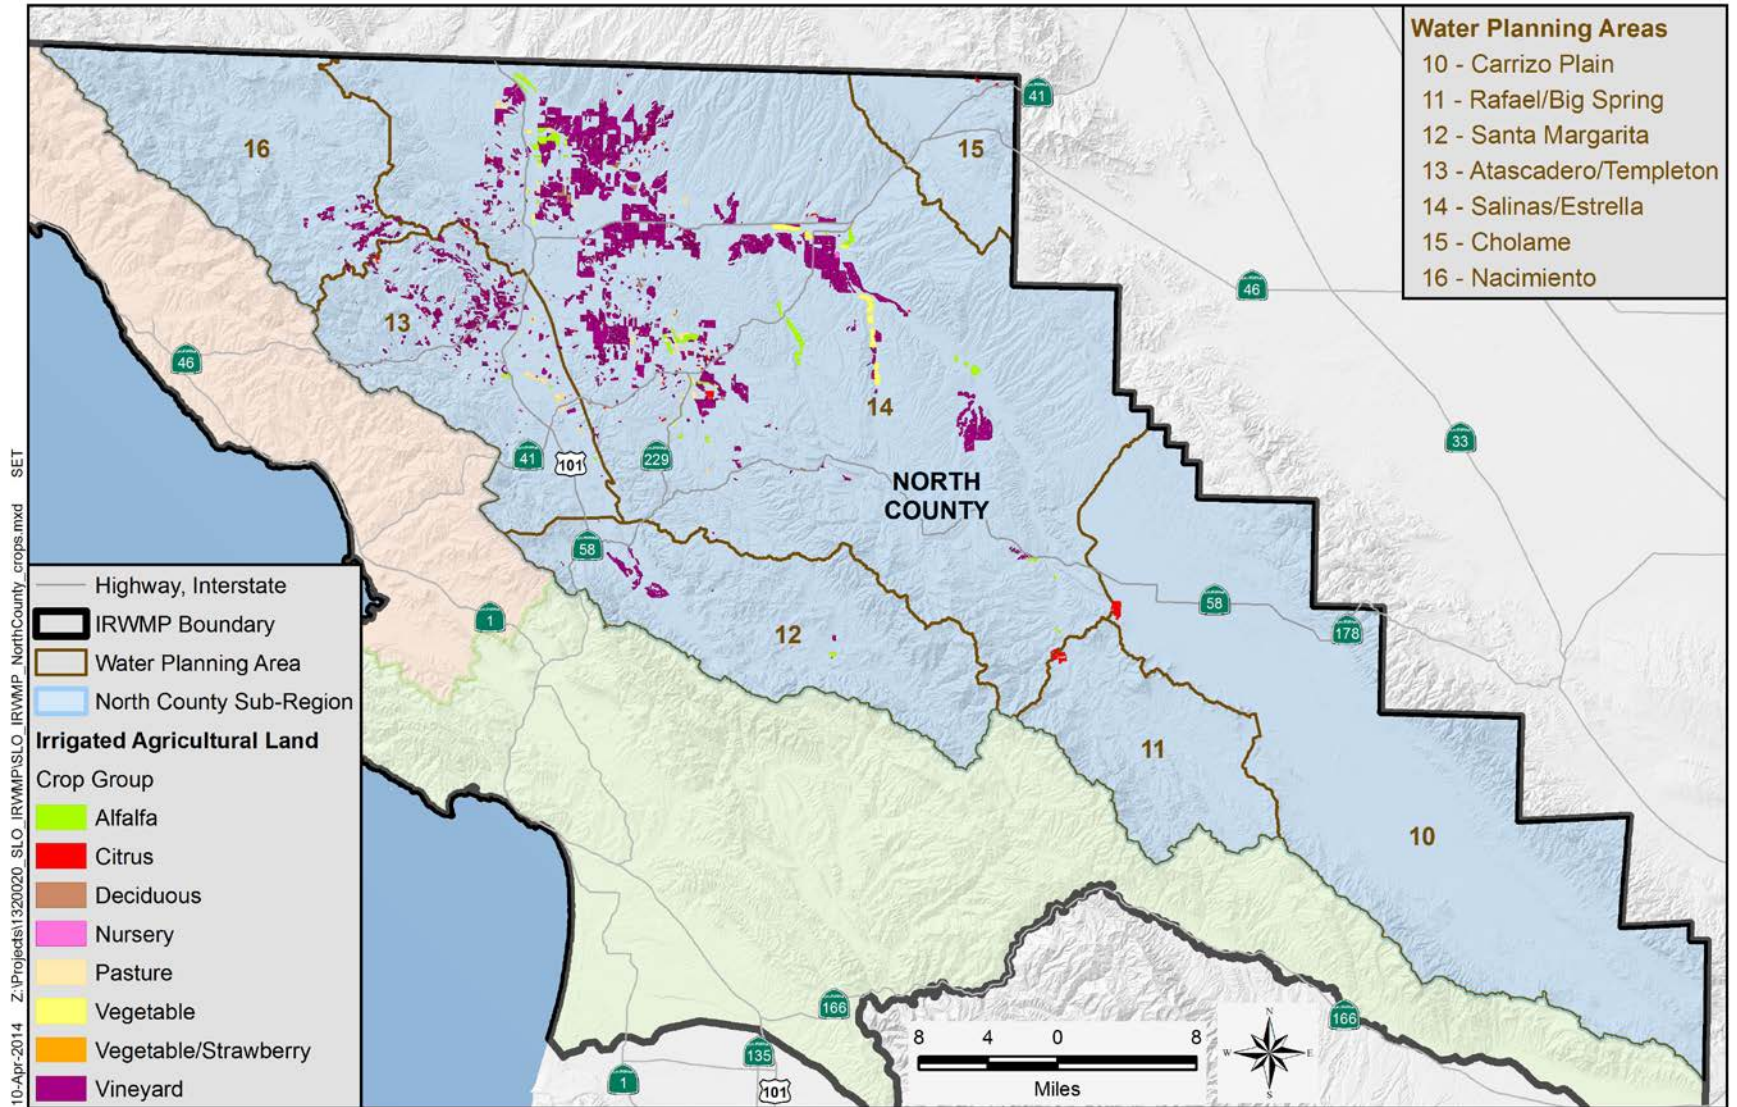 Water Planning Areas
10 - Carrizo Plain
11 - Rafael/Big Spring
12 - Santa Margarita
13 - Atascadero/Templeton
14 - Salinas/Estrella
15 - Cholame
16 - Nacimiento
41
16
15
46
13
46
14
33
41
101
229
NORTH
COUNTY
58
58
178
1
12
11
10
166
166
135
1
101
Highway, Interstate
IRWMP Boundary
Water Planning Area
North County Sub-Region
Irrigated Agricultural Land
Crop Group
Alfalfa
Citrus
Deciduous
Nursery
Pasture
Vegetable
Vegetable/Strawberry
Vineyard
8 4 0 8
Miles
N
W E
S
10-Apr-2014 Z:\Projects\1320020_SLO_IRWMP\SLO_IRWMP_NorthCounty_crops.mxd SET